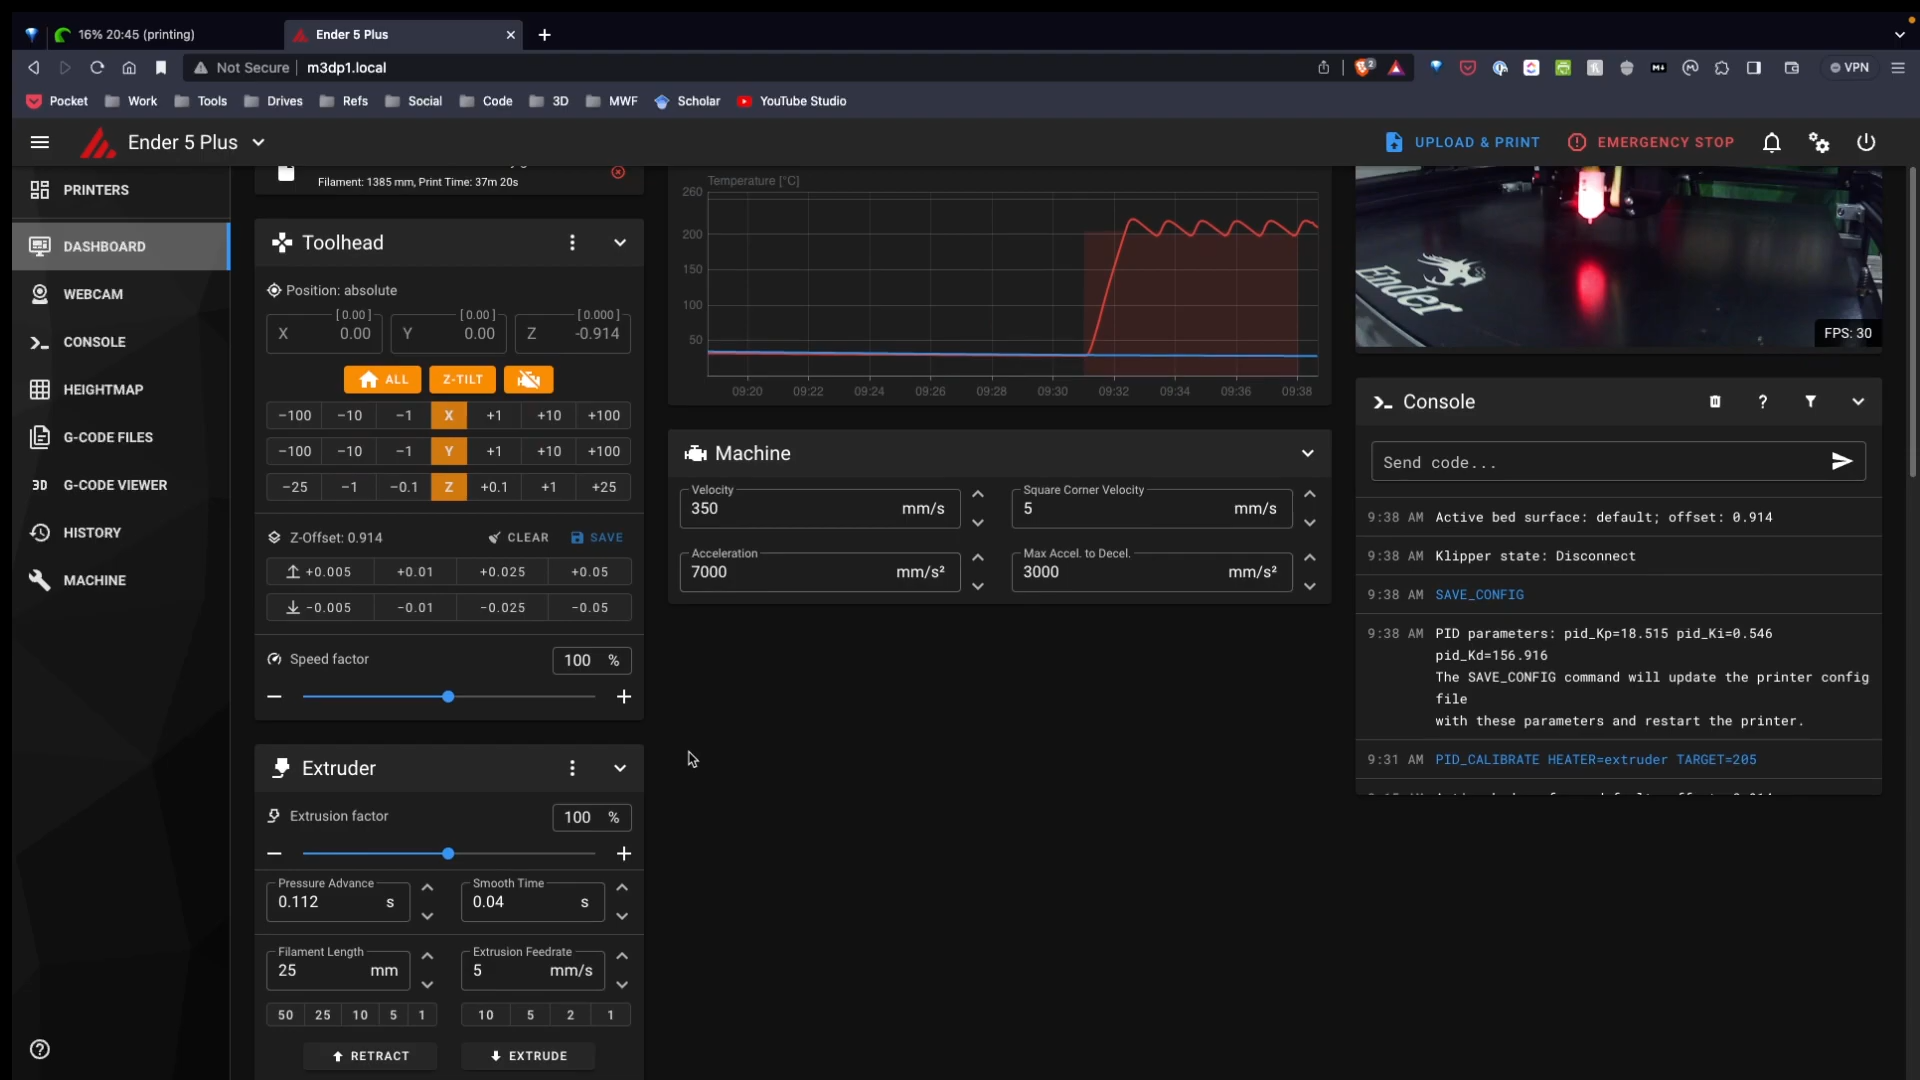 16% 20:45 (printing)
Ender 5 Plus
Not Secure
m3dp1.local
2
VPN
Pocket
Work
Tools
Drives
Refs
Social
Code
3D
MWF
Scholar
YouTube Studio
Ender 5 Plus
UPLOAD & PRINT
EMERGENCY STOP
PRINTERS
DASHBOARD
WEBCAM
CONSOLE
HEIGHTMAP
G-CODE FILES
3D G-CODE VIEWER
HISTORY
MACHINE
Filament: 1385 mm, Print Time: 37m 20s
Toolhead
Position: absolute
[ 0.00 ] [ 0.00 ] [ 0.000 ]
X 0.00 Y 0.00 Z -0.914
ALL Z-TILT
−100 −10 −1 X +1 +10 +100
−100 −10 −1 Y +1 +10 +100
−25 −1 −0.1 Z +0.1 +1 +25
Z-Offset: 0.914 CLEAR SAVE
+0.005 +0.01 +0.025 +0.05
−0.005 −0.01 −0.025 −0.05
Speed factor 100 %
Extruder
Extrusion factor 100 %
Pressure Advance Smooth Time
0.112 s 0.04 s
Filament Length Extrusion Feedrate
25 mm 5 mm/s
50 25 10 5 1 10 5 2 1
RETRACT EXTRUDE
Temperature [°C]
260
200
150
100
50
09:20 09:22 09:24 09:26 09:28 09:30 09:32 09:34 09:36 09:38
Machine
Velocity Square Corner Velocity
350 mm/s 5 mm/s
Acceleration Max Accel. to Decel.
7000 mm/s² 3000 mm/s²
Ender
FPS: 30
Console
Send code...
9:38 AM Active bed surface: default; offset: 0.914
9:38 AM Klipper state: Disconnect
9:38 AM SAVE_CONFIG
9:38 AM PID parameters: pid_Kp=18.515 pid_Ki=0.546
pid_Kd=156.916
The SAVE_CONFIG command will update the printer config
file
with these parameters and restart the printer.
9:31 AM PID_CALIBRATE HEATER=extruder TARGET=205